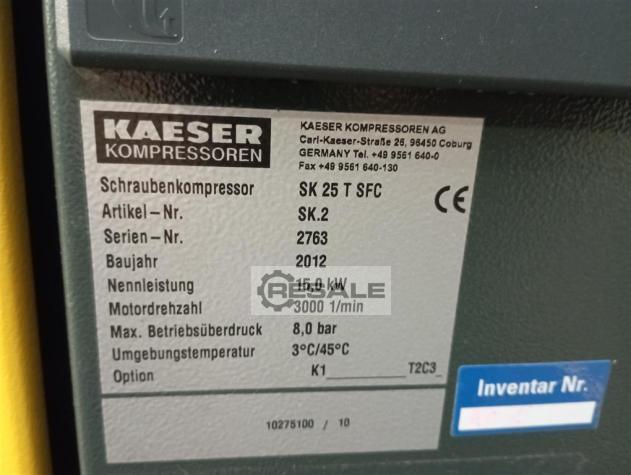 KAESER
KOMPRESSOREN
KAESER KOMPRESSOREN AG
Carl-Kaeser-Straße 26, 96450 Coburg
GERMANY Tel. +49 9561 640-0
Fax +49 9561 640-130
CE
Schraubenkompressor SK 25 T SFC
Artikel-Nr. SK.2
Serien-Nr. 2763
Baujahr 2012
Nennleistung 15,0 kW
RESALE
Motordrehzahl 3000 1/min
Max. Betriebsüberdruck 8,0 bar
Umgebungstemperatur 3°C/45°C
Option K1________T2C3_
10275100 / 10
Inventar Nr.